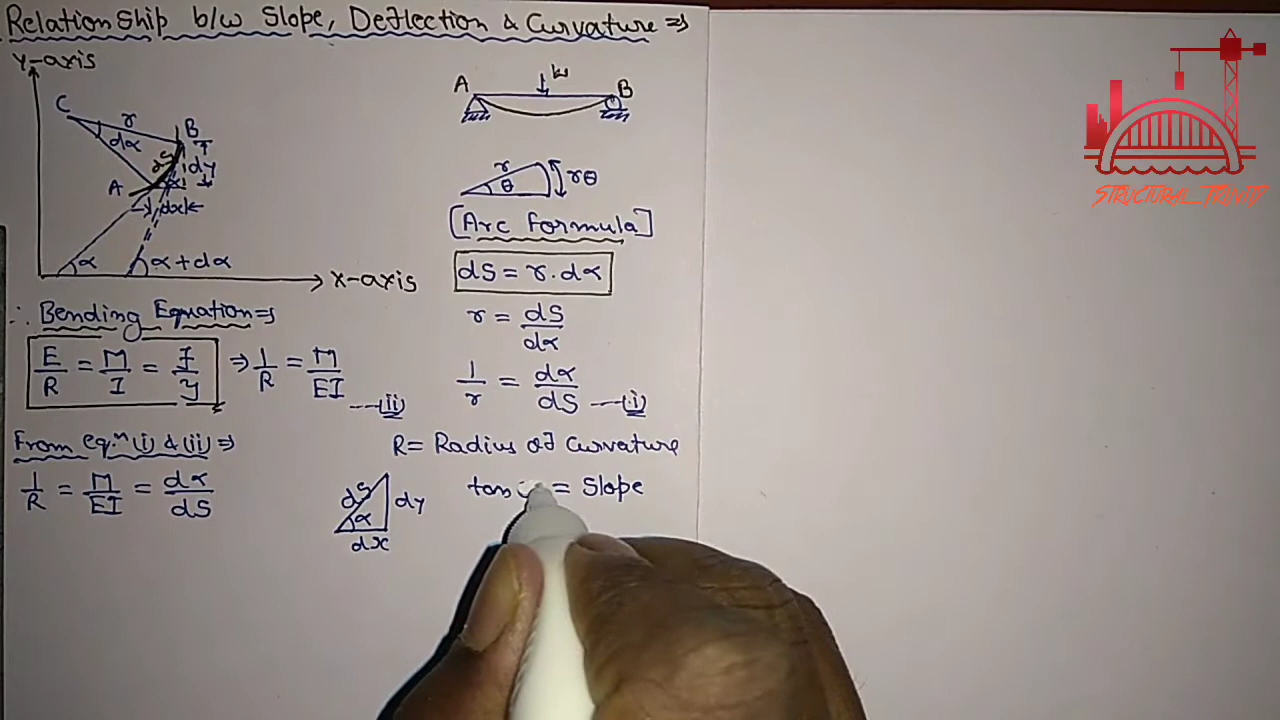 Relationship b/w Slope, Deflection & Curvature ⇒
Y-axis
C
r
dα
B
ds
dy
A
α
dx
α
α+dα
X-axis
A
W
B
r
θ
rθ
[Arc Formula]
ds = r.dα
r = ds/dα
1/r = dα/ds —(i)
∴ Bending Equation ⇒
E/R = M/I = f/y ⇒ 1/R = M/EI —(ii)
From eq.ⁿ (i) & (ii) ⇒
R = Radius of Curvature
1/R = M/EI = dα/ds
ds
α
dy
dx
tan = Slope
STRUCTURAL_TRINITY